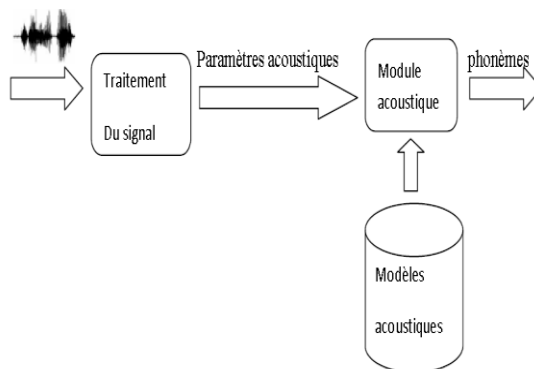 Traitement
Du signal
Paramètres acoustiques
Module
acoustique
phonèmes
Modèles
acoustiques